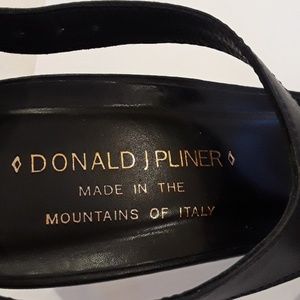 ◊ DONALD J PLINER ◊
MADE IN THE
MOUNTAINS OF ITALY